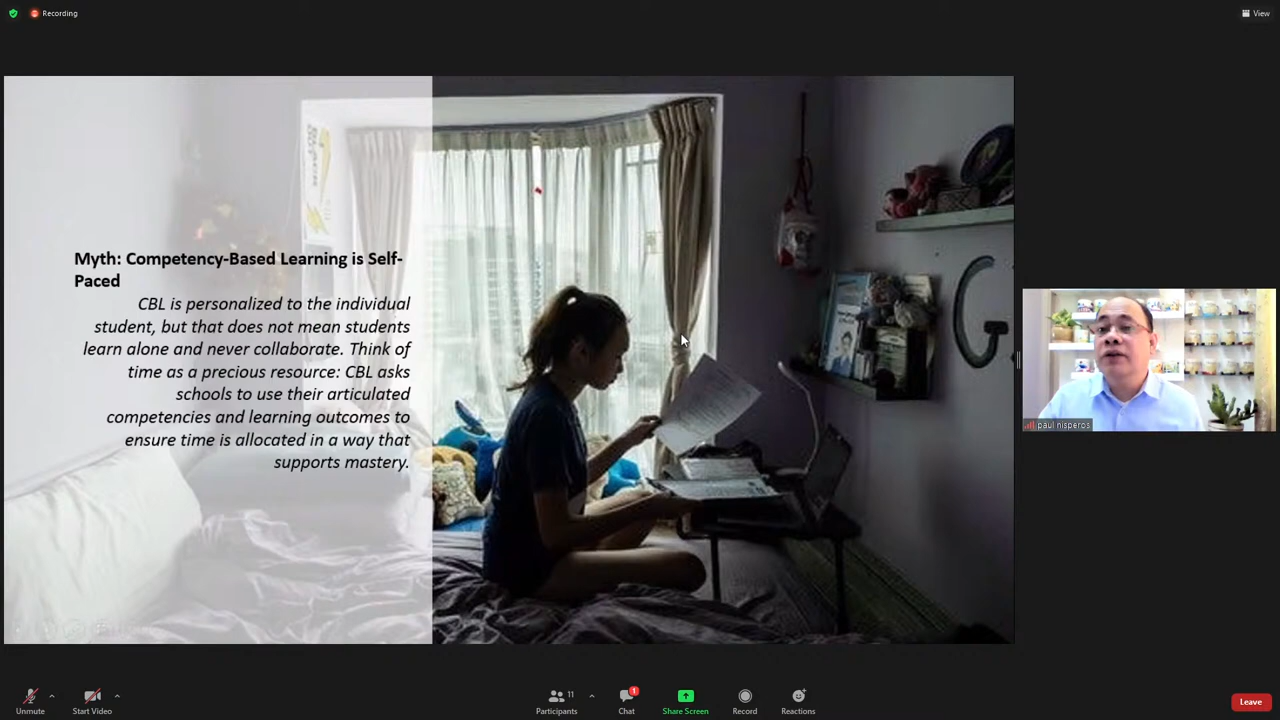 Recording
View
Myth: Competency-Based Learning is Self-
Paced
CBL is personalized to the individual
student, but that does not mean students
learn alone and never collaborate. Think of
time as a precious resource: CBL asks
schools to use their articulated
competencies and learning outcomes to
ensure time is allocated in a way that
supports mastery.
paul nisperos
Unmute
Start Video
11
Participants
1
Chat
Share Screen
Record
Reactions
Leave